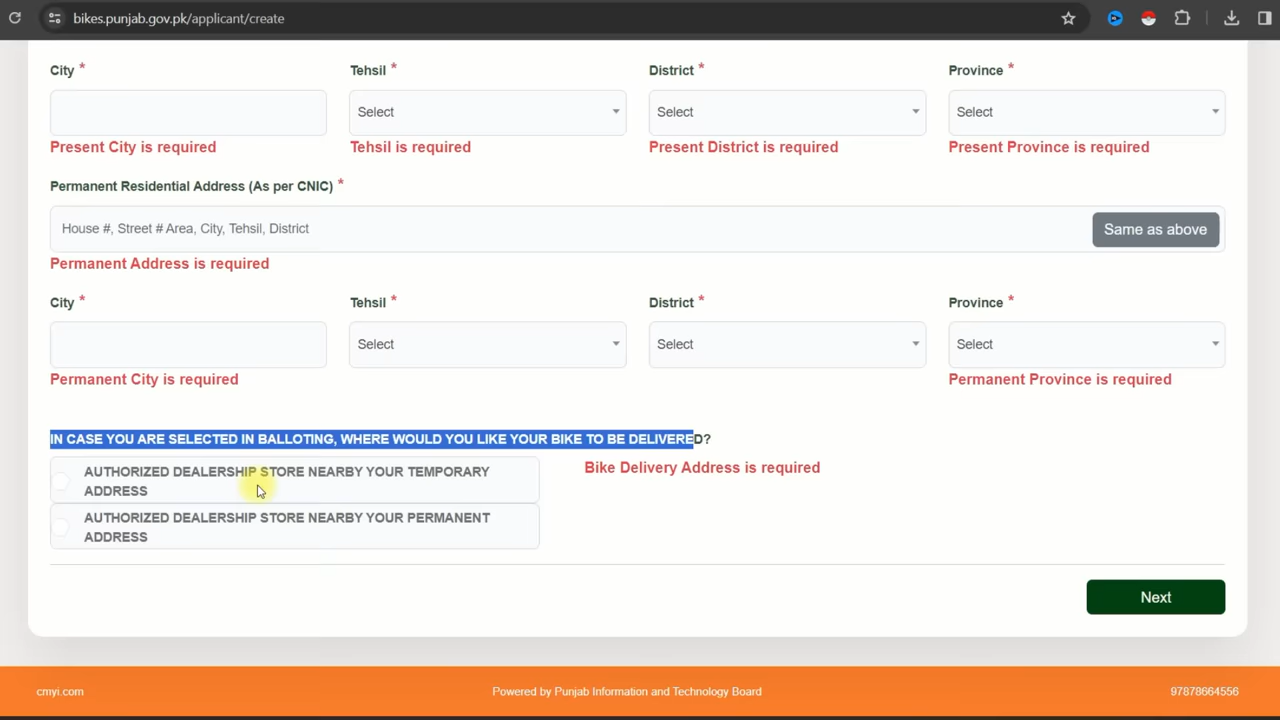 bikes.punjab.gov.pk/applicant/create
City * Tehsil * District * Province *
Select Select Select
Present City is required Tehsil is required Present District is required Present Province is required
Permanent Residential Address (As per CNIC) *
House #, Street # Area, City, Tehsil, District Same as above
Permanent Address is required
City * Tehsil * District * Province *
Select Select Select
Permanent City is required Permanent Province is required
IN CASE YOU ARE SELECTED IN BALLOTING, WHERE WOULD YOU LIKE YOUR BIKE TO BE DELIVERED?
AUTHORIZED DEALERSHIP STORE NEARBY YOUR TEMPORARY
ADDRESS
Bike Delivery Address is required
AUTHORIZED DEALERSHIP STORE NEARBY YOUR PERMANENT
ADDRESS
Next
cmyi.com Powered by Punjab Information and Technology Board 97878664556